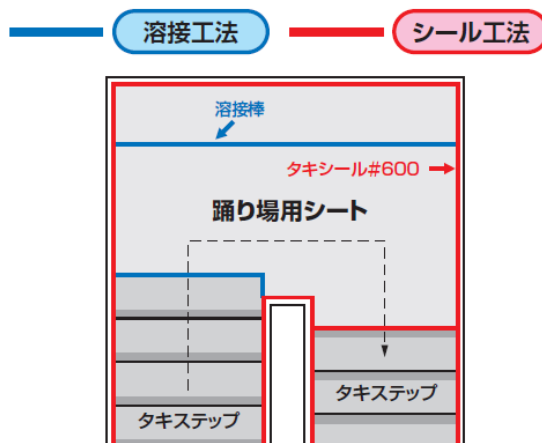 溶接工法
シール工法
溶接棒
タキシール#600
踊り場用シート
タキステップ
タキステップ